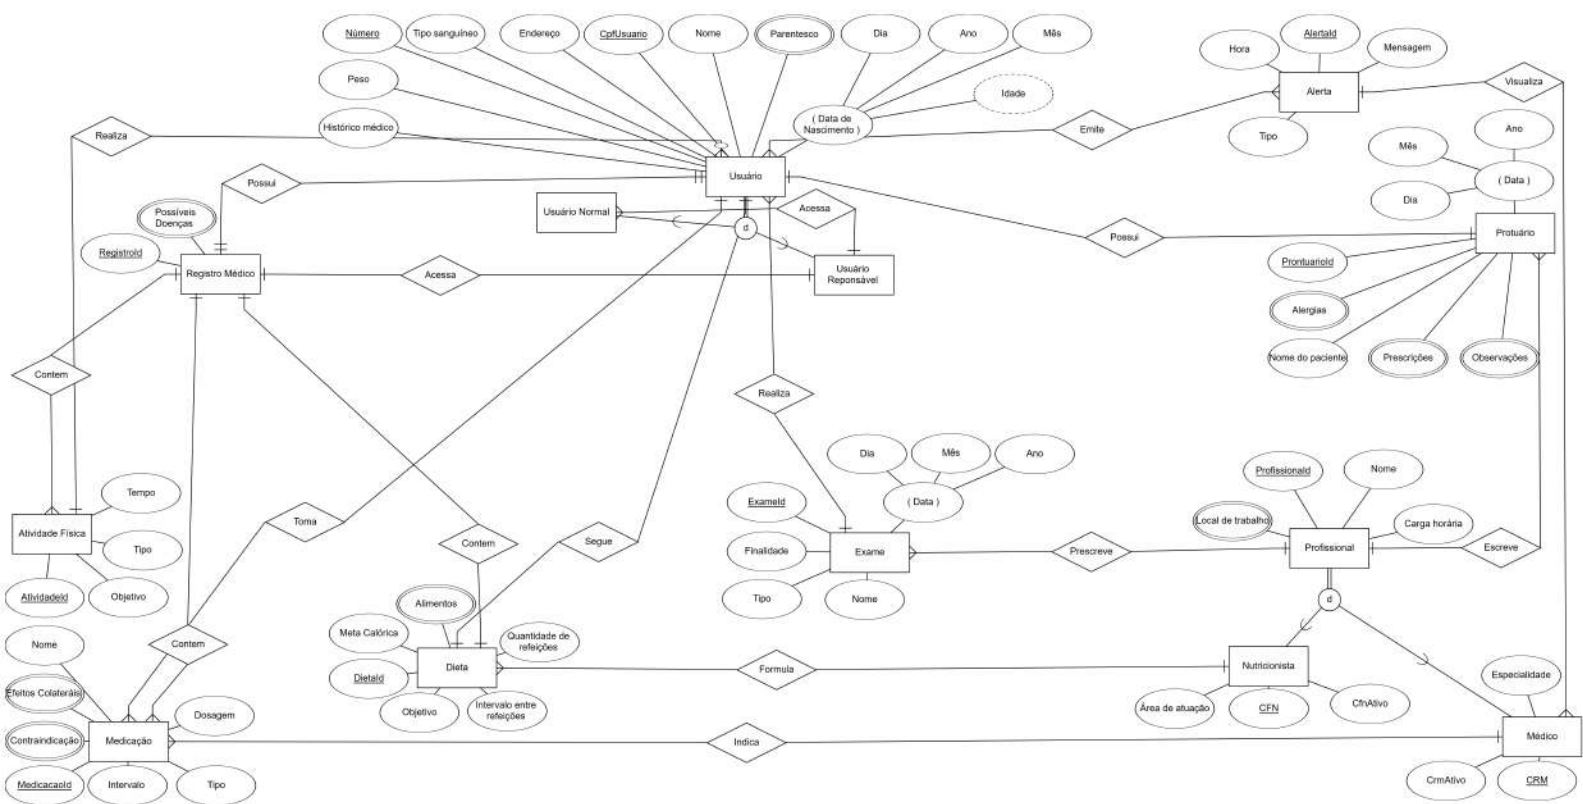 Número
Tipo sanguíneo
Endereço
CpfUsuario
Nome
Parentesco
Dia
Ano
Mês
Hora
AlertaId
Mensagem
Peso
Idade
Alerta
Visualiza
Histórico médico
( Data de
Nascimento )
Realiza
Emite
Tipo
Ano
Mês
Possui
Usuário
( Data )
Dia
Possíveis
Doenças
Usuário Normal
Acessa
d
Possui
Protuário
RegistroId
Registro Médico
Acessa
Usuário
Reponsável
ProntuarioId
Alergias
Contem
Nome do paciente
Prescrições
Observações
Realiza
Dia
Mês
Ano
ProfissionalId
Nome
Tempo
ExameId
( Data )
Local de trabalho
Carga horária
Atividade Física
Toma
Contem
Segue
Tipo
Finalidade
Exame
Prescreve
Profissional
Escreve
AtividadeId
Objetivo
Alimentos
Tipo
Nome
d
Nome
Contem
Meta Calórica
Quantidade de
refeições
Dieta
Formula
Nutricionista
DietaId
Especialidade
Efeitos Colaterais
Objetivo
Intervalo entre
refeições
Área de atuação
CFN
CfnAtivo
Dosagem
Contraindicação
Medicação
Indica
Médico
MedicacaoId
Intervalo
Tipo
CrmAtivo
CRM